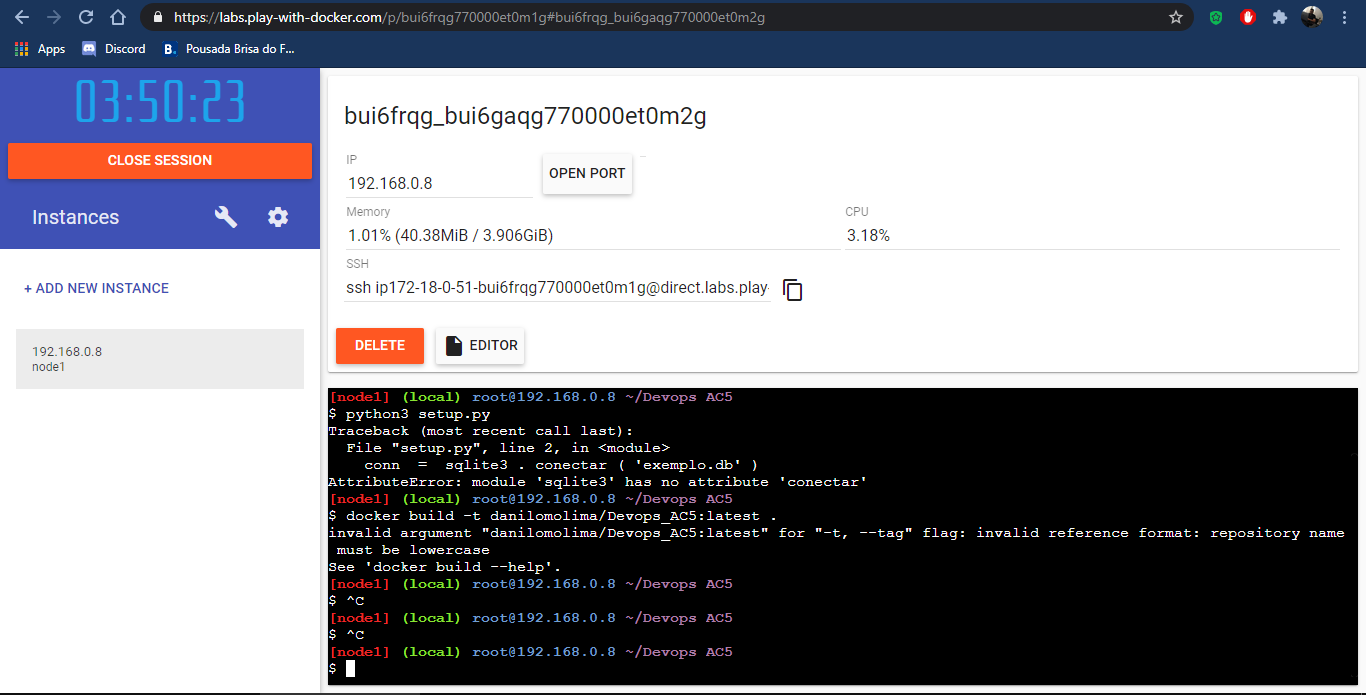 https://labs.play-with-docker.com/p/bui6frqg770000et0m1g#bui6frqg_bui6gaqg770000et0m2g
Apps Discord B. Pousada Brisa do F...
03:50:23
CLOSE SESSION
Instances
+ ADD NEW INSTANCE
192.168.0.8
node1
bui6frqg_bui6gaqg770000et0m2g
IP
192.168.0.8
OPEN PORT
Memory
1.01% (40.38MiB / 3.906GiB)
CPU
3.18%
SSH
ssh ip172-18-0-51-bui6frqg770000et0m1g@direct.labs.play-
DELETE
EDITOR
[node1] (local) root@192.168.0.8 ~/Devops AC5
$ python3 setup.py
Traceback (most recent call last):
  File "setup.py", line 2, in <module>
    conn  =  sqlite3 . conectar ( 'exemplo.db' )
AttributeError: module 'sqlite3' has no attribute 'conectar'
[node1] (local) root@192.168.0.8 ~/Devops AC5
$ docker build -t danilomolima/Devops_AC5:latest .
invalid argument "danilomolima/Devops_AC5:latest" for "-t, --tag" flag: invalid reference format: repository name
 must be lowercase
See 'docker build --help'.
[node1] (local) root@192.168.0.8 ~/Devops AC5
$ ^C
[node1] (local) root@192.168.0.8 ~/Devops AC5
$ ^C
[node1] (local) root@192.168.0.8 ~/Devops AC5
$